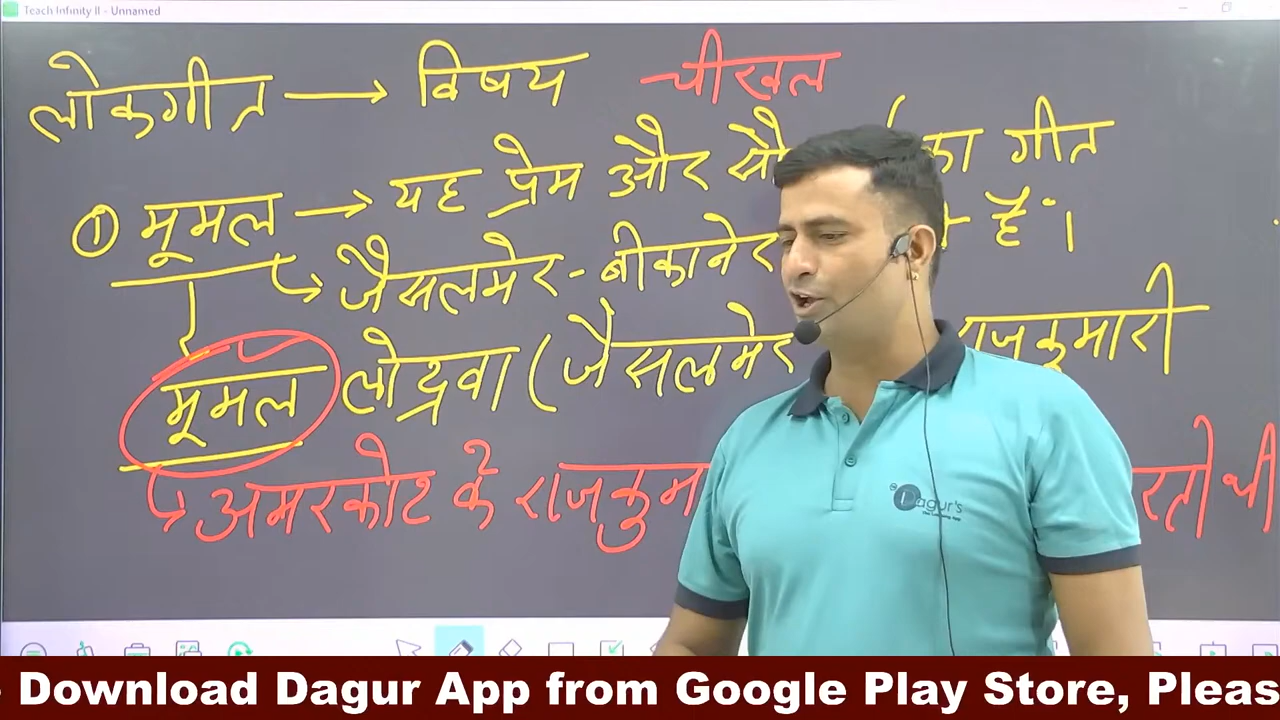 Teach Infinity II - Unnamed
लोकगीत → विषय चीखल
① मूमल → यह प्रेम और सौ का गीत
→ जैसलमेर - बीकानेर हैं।
मूमल लोद्रवा (जैसलमेर राजकुमारी
↳ अमरकोट के राजकुम रती थी
Dagur's
Download Dagur App from Google Play Store, Pleas